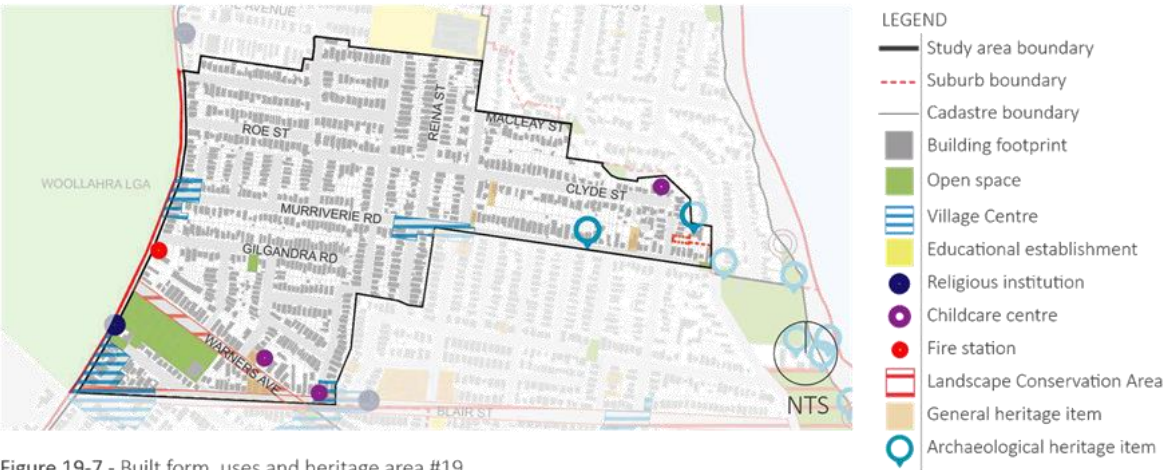 AVENUE
LEGEND
Study area boundary
Suburb boundary
Cadastre boundary
Building footprint
Open space
Village Centre
Educational establishment
Religious institution
Childcare centre
Fire station
Landscape Conservation Area
General heritage item
Archaeological heritage item
ROE ST
REINA ST
MACLEAY ST
WOOLLAHRA LGA
CLYDE ST
MURRIVERIE RD
GILGANDRA RD
WARNERS AVE
BLAIR ST
NTS
Figure 19-7 - Built form, uses and heritage area #19